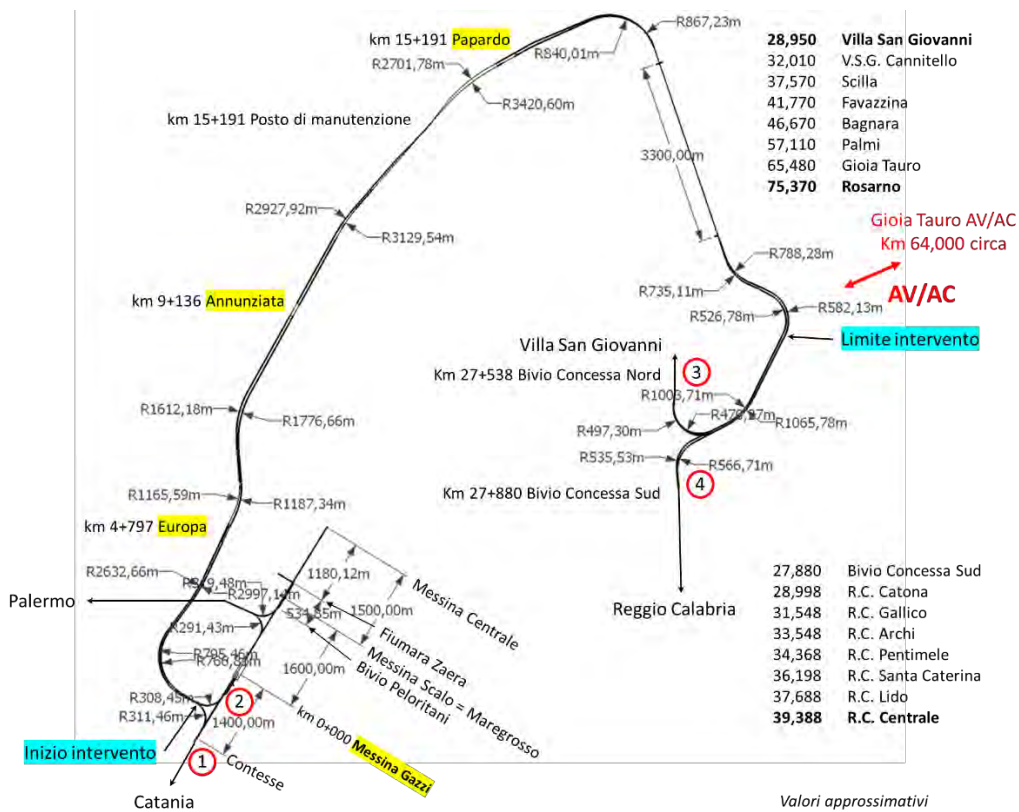 km 15+191 Papardo
R867,23m
R840,01m
R2701,78m
R3420,60m
km 15+191 Posto di manutenzione
3300,00m
R2927,92m
R3129,54m
28,950 Villa San Giovanni
32,010 V.S.G. Cannitello
37,570 Scilla
41,770 Favazzina
46,670 Bagnara
57,110 Palmi
65,480 Gioia Tauro
75,370 Rosarno
Gioia Tauro AV/AC
Km 64,000 circa
AV/AC
R788,28m
R735,11m
R526,78m
R582,13m
Limite intervento
km 9+136 Annunziata
Villa San Giovanni
Km 27+538 Bivio Concessa Nord
3
R1003,71m
R1065,78m
R497,30m
R535,53m
R566,71m
4
Km 27+880 Bivio Concessa Sud
Reggio Calabria
R1612,18m
R1776,66m
R1165,59m
R1187,34m
km 4+797 Europa
R2632,66m
R2997,14m
Palermo
R291,43m
1180,12m
1500,00m
534,85m
1600,00m
Messina Centrale
Fiumara Zaera
Messina Scalo = Maregrosso
Bivio Peloritani
R795,46m
R308,45m
R311,46m
2
1400,00m
km 0+000 Messina Gazzi
Inizio intervento
1
Contesse
Catania
27,880 Bivio Concessa Sud
28,998 R.C. Catona
31,548 R.C. Gallico
33,548 R.C. Archi
34,368 R.C. Pentimele
36,198 R.C. Santa Caterina
37,688 R.C. Lido
39,388 R.C. Centrale
Valori approssimativi